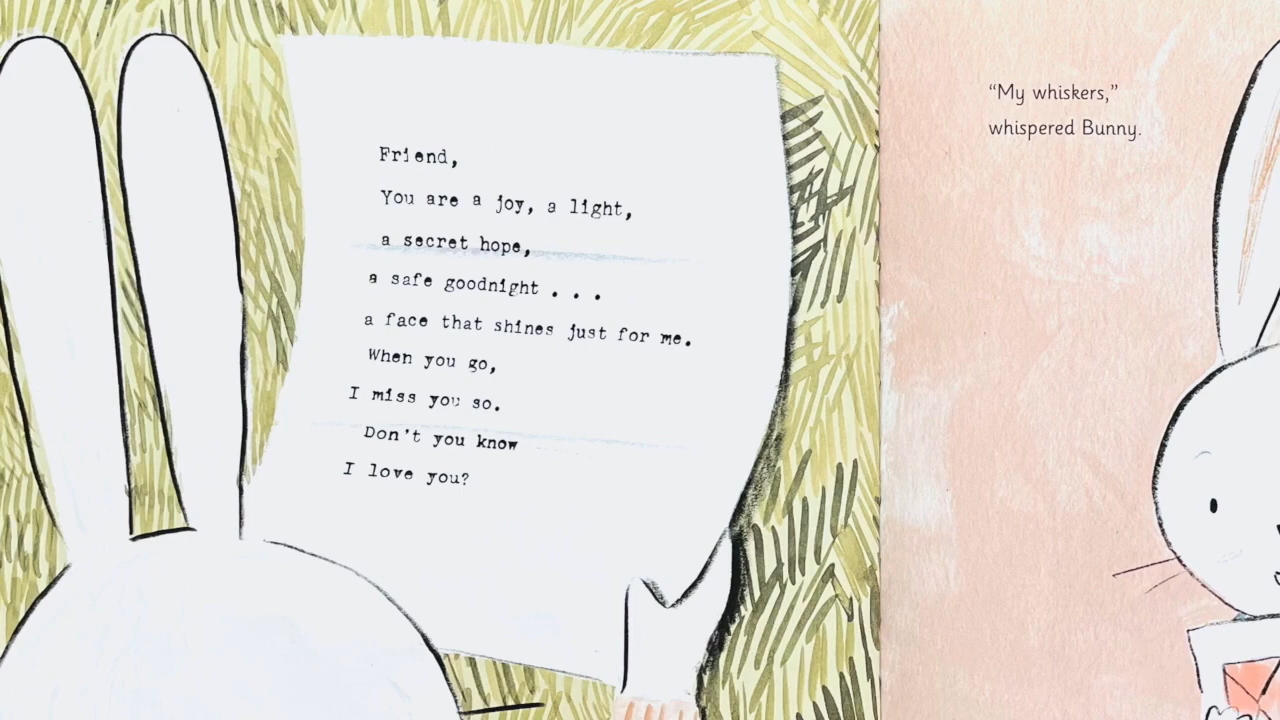 Friend,
You are a joy, a light,
a secret hope,
a safe goodnight . . .
a face that shines just for me.
When you go,
I miss you so.
Don't you know
I love you?
“My whiskers,”
whispered Bunny.